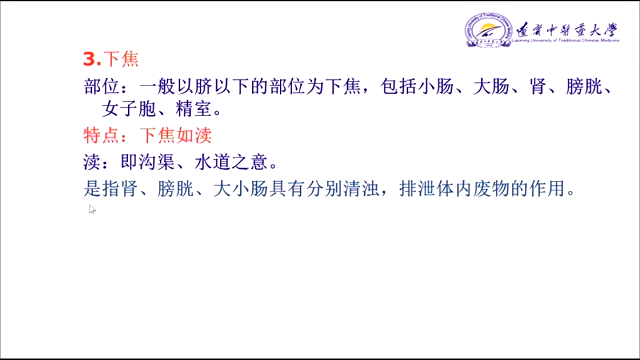 遼寧中醫藥大學
Liaoning University of Traditional Chinese Medicine
3.下焦
部位：一般以脐以下的部位为下焦，包括小肠、大肠、肾、膀胱、
女子胞、精室。
特点：下焦如渎
渎：即沟渠、水道之意。
是指肾、膀胱、大小肠具有分别清浊，排泄体内废物的作用。